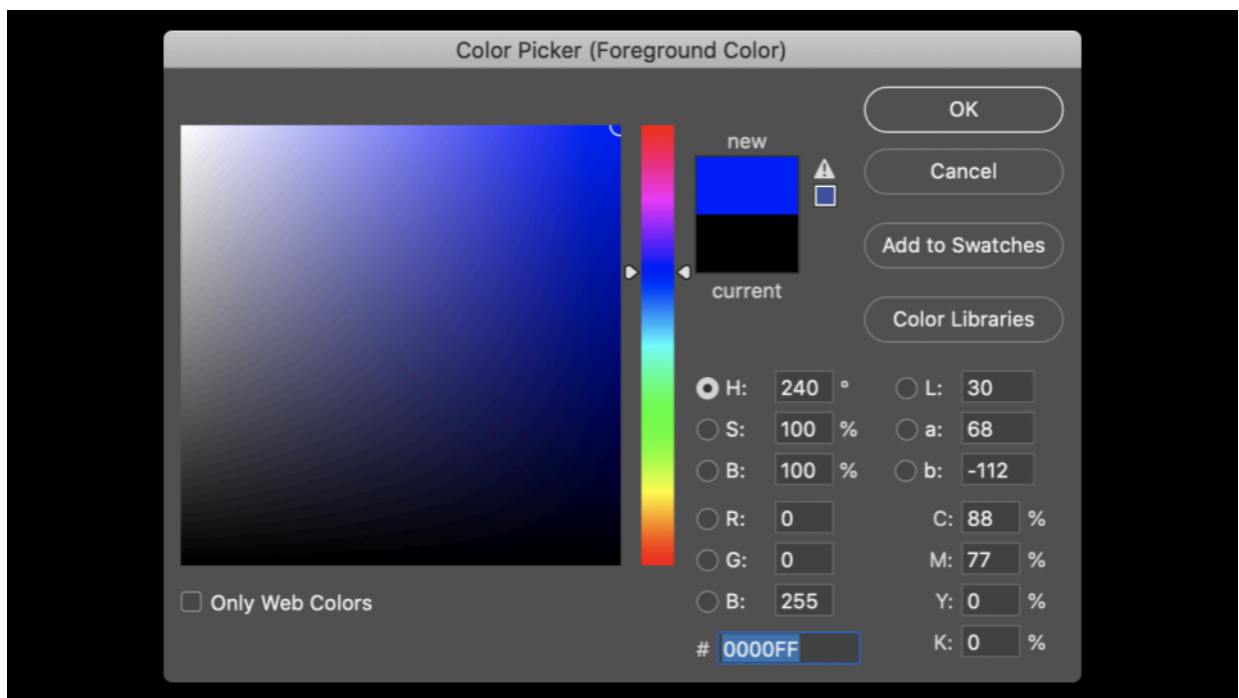 Color Picker (Foreground Color)
OK
new
Cancel
Add to Swatches
current
Color Libraries
H: 240 °
L: 30
S: 100 %
a: 68
B: 100 %
b: -112
R: 0
C: 88 %
G: 0
M: 77 %
B: 255
Y: 0 %
# 0000FF
K: 0 %
Only Web Colors